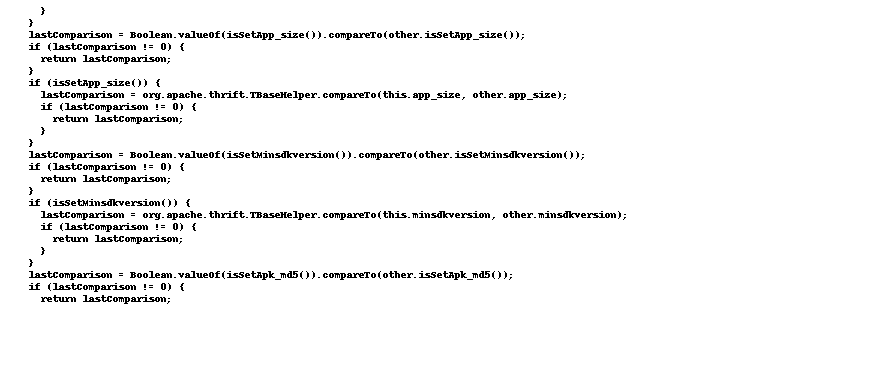 }
  }
  lastComparison = Boolean.valueOf(isSetApp_size()).compareTo(other.isSetApp_size());
  if (lastComparison != 0) {
    return lastComparison;
  }
  if (isSetApp_size()) {
    lastComparison = org.apache.thrift.TBaseHelper.compareTo(this.app_size, other.app_size);
    if (lastComparison != 0) {
      return lastComparison;
    }
  }
  lastComparison = Boolean.valueOf(isSetMinsdkversion()).compareTo(other.isSetMinsdkversion());
  if (lastComparison != 0) {
    return lastComparison;
  }
  if (isSetMinsdkversion()) {
    lastComparison = org.apache.thrift.TBaseHelper.compareTo(this.minsdkversion, other.minsdkversion);
    if (lastComparison != 0) {
      return lastComparison;
    }
  }
  lastComparison = Boolean.valueOf(isSetApk_md5()).compareTo(other.isSetApk_md5());
  if (lastComparison != 0) {
    return lastComparison;